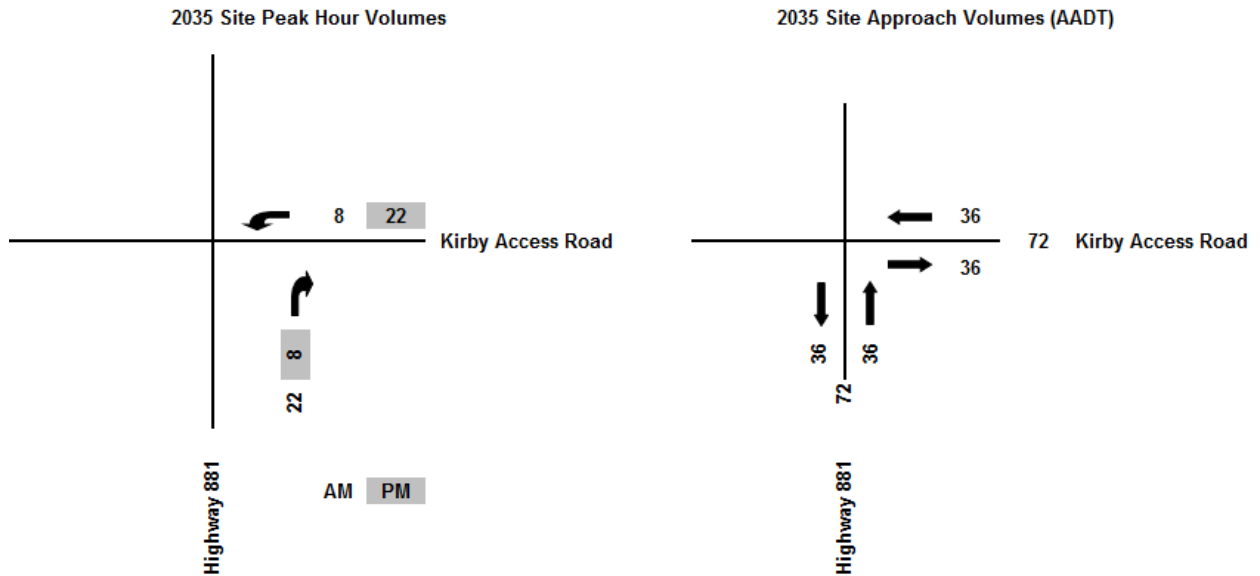 2035 Site Peak Hour Volumes
8 22
Kirby Access Road
8
22
Highway 881
AM PM
2035 Site Approach Volumes (AADT)
36
72 Kirby Access Road
36
36 36
72
Highway 881